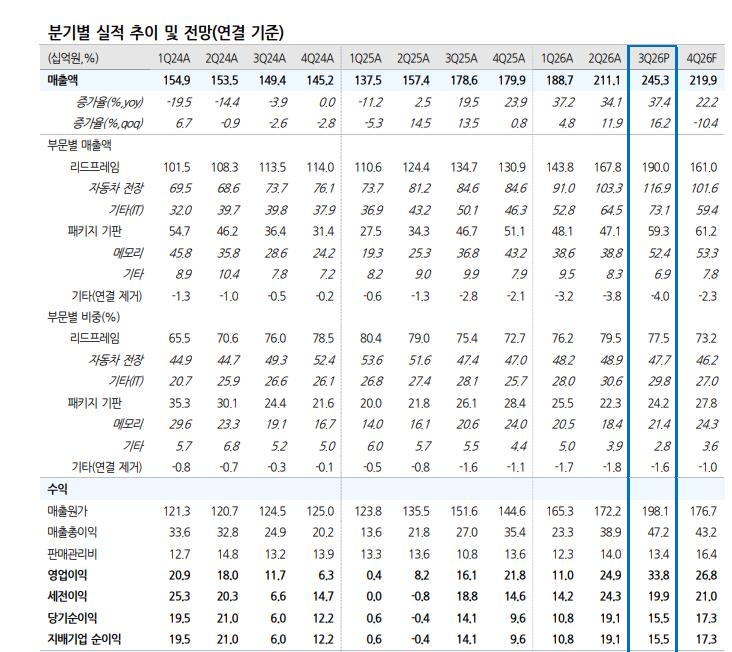 분기별 실적 추이 및 전망(연결 기준)
(십억원,%) 1Q24A 2Q24A 3Q24A 4Q24A 1Q25A 2Q25A 3Q25A 4Q25A 1Q26A 2Q26A 3Q26P 4Q26F
매출액 154.9 153.5 149.4 145.2 137.5 157.4 178.6 179.9 188.7 211.1 245.3 219.9
증가율(%,yoy) -19.5 -14.4 -3.9 0.0 -11.2 2.5 19.5 23.9 37.2 34.1 37.4 22.2
증가율(%,qoq) 6.7 -0.9 -2.6 -2.8 -5.3 14.5 13.5 0.8 4.8 11.9 16.2 -10.4
부문별 매출액
리드프레임 101.5 108.3 113.5 114.0 110.6 124.4 134.7 130.9 143.8 167.8 190.0 161.0
자동차 전장 69.5 68.6 73.7 76.1 73.7 81.2 84.6 84.6 91.0 103.3 116.9 101.6
기타(IT) 32.0 39.7 39.8 37.9 36.9 43.2 50.1 46.3 52.8 64.5 73.1 59.4
패키지 기판 54.7 46.2 36.4 31.4 27.5 34.3 46.7 51.1 48.1 47.1 59.3 61.2
메모리 45.8 35.8 28.6 24.2 19.3 25.3 36.8 43.2 38.6 38.8 52.4 53.3
기타 8.9 10.4 7.8 7.2 8.2 9.0 9.9 7.9 9.5 8.3 6.9 7.8
기타(연결 제거) -1.3 -1.0 -0.5 -0.2 -0.6 -1.3 -2.8 -2.1 -3.2 -3.8 -4.0 -2.3
부문별 비중(%)
리드프레임 65.5 70.6 76.0 78.5 80.4 79.0 75.4 72.7 76.2 79.5 77.5 73.2
자동차 전장 44.9 44.7 49.3 52.4 53.6 51.6 47.4 47.0 48.2 48.9 47.7 46.2
기타(IT) 20.7 25.9 26.6 26.1 26.8 27.4 28.1 25.7 28.0 30.6 29.8 27.0
패키지 기판 35.3 30.1 24.4 21.6 20.0 21.8 26.1 28.4 25.5 22.3 24.2 27.8
메모리 29.6 23.3 19.1 16.7 14.0 16.1 20.6 24.0 20.5 18.4 21.4 24.3
기타 5.7 6.8 5.2 5.0 6.0 5.7 5.5 4.4 5.0 3.9 2.8 3.6
기타(연결 제거) -0.8 -0.7 -0.3 -0.1 -0.5 -0.8 -1.6 -1.1 -1.7 -1.8 -1.6 -1.0
수익
매출원가 121.3 120.7 124.5 125.0 123.8 135.5 151.6 144.6 165.3 172.2 198.1 176.7
매출총이익 33.6 32.8 24.9 20.2 13.6 21.8 27.0 35.4 23.3 38.9 47.2 43.2
판매관리비 12.7 14.8 13.2 13.9 13.3 13.6 10.8 13.6 12.3 14.0 13.4 16.4
영업이익 20.9 18.0 11.7 6.3 0.4 8.2 16.1 21.8 11.0 24.9 33.8 26.8
세전이익 25.3 20.3 6.6 14.7 0.0 -0.8 18.8 14.6 14.2 24.3 19.9 21.0
당기순이익 19.5 21.0 6.0 12.2 0.6 -0.4 14.1 9.6 10.8 19.1 15.5 17.3
지배기업 순이익 19.5 21.0 6.0 12.2 0.6 -0.4 14.1 9.6 10.8 19.1 15.5 17.3